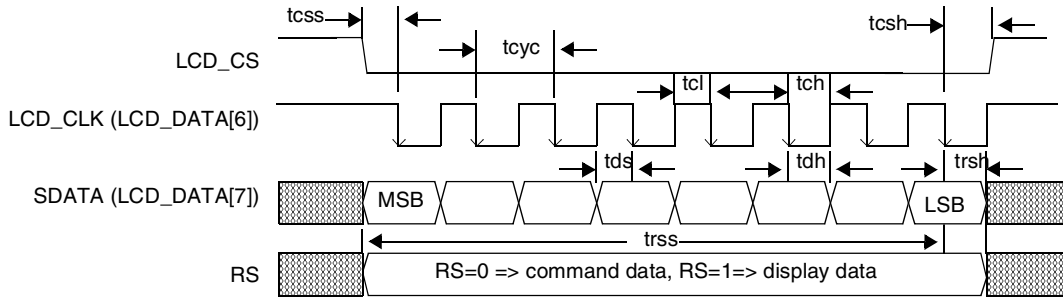 tcss
tcsh
tcyc
LCD_CS
tcl
tch
LCD_CLK (LCD_DATA[6])
tds
tdh
trsh
SDATA (LCD_DATA[7])
MSB
LSB
trss
RS
RS=0 => command data, RS=1=> display data